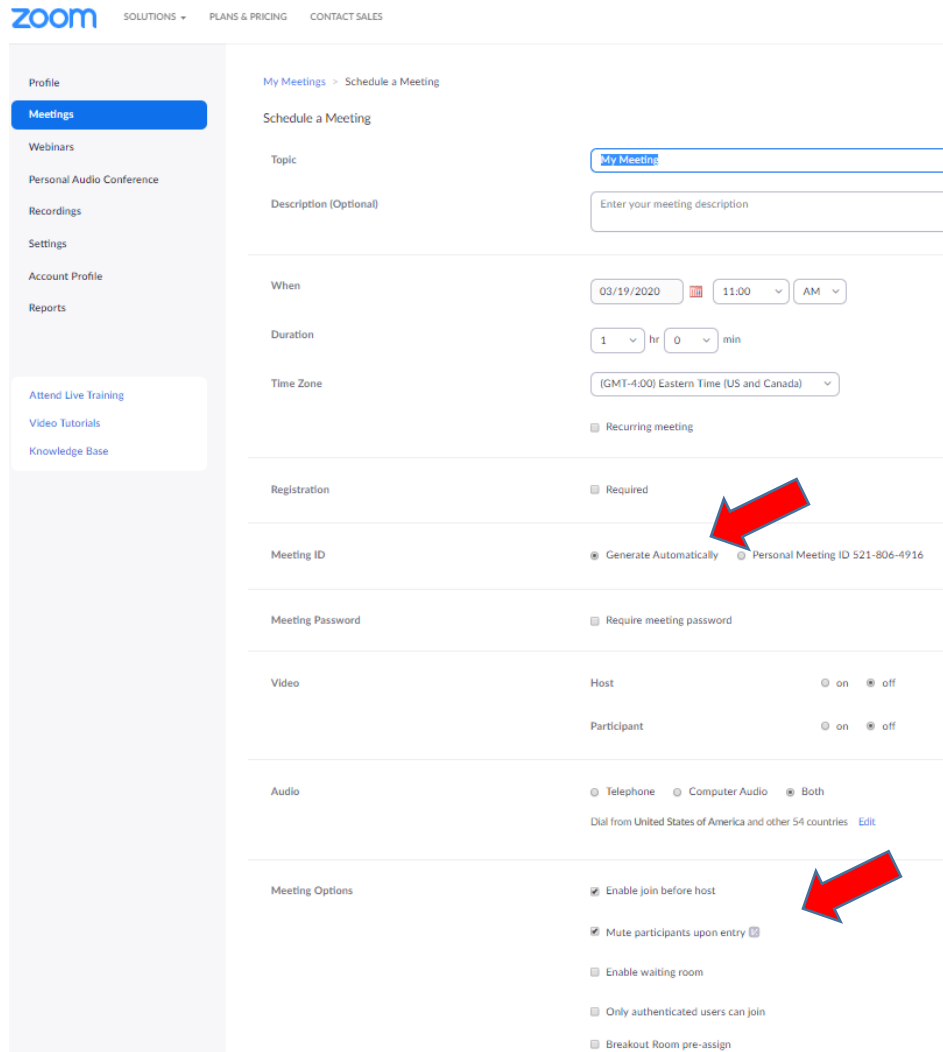 zoom SOLUTIONS PLANS & PRICING CONTACT SALES
Profile
Meetings
Webinars
Personal Audio Conference
Recordings
Settings
Account Profile
Reports
Attend Live Training
Video Tutorials
Knowledge Base
My Meetings > Schedule a Meeting
Schedule a Meeting
Topic My Meeting
Description (Optional) Enter your meeting description
When 03/19/2020 11:00 AM
Duration 1 hr 0 min
Time Zone (GMT-4:00) Eastern Time (US and Canada)
Recurring meeting
Registration Required
Meeting ID Generate Automatically Personal Meeting ID 521-806-4916
Meeting Password Require meeting password
Video Host on off
Participant on off
Audio Telephone Computer Audio Both
Dial from United States of America and other 54 countries Edit
Meeting Options Enable join before host
Mute participants upon entry
Enable waiting room
Only authenticated users can join
Breakout Room pre-assign